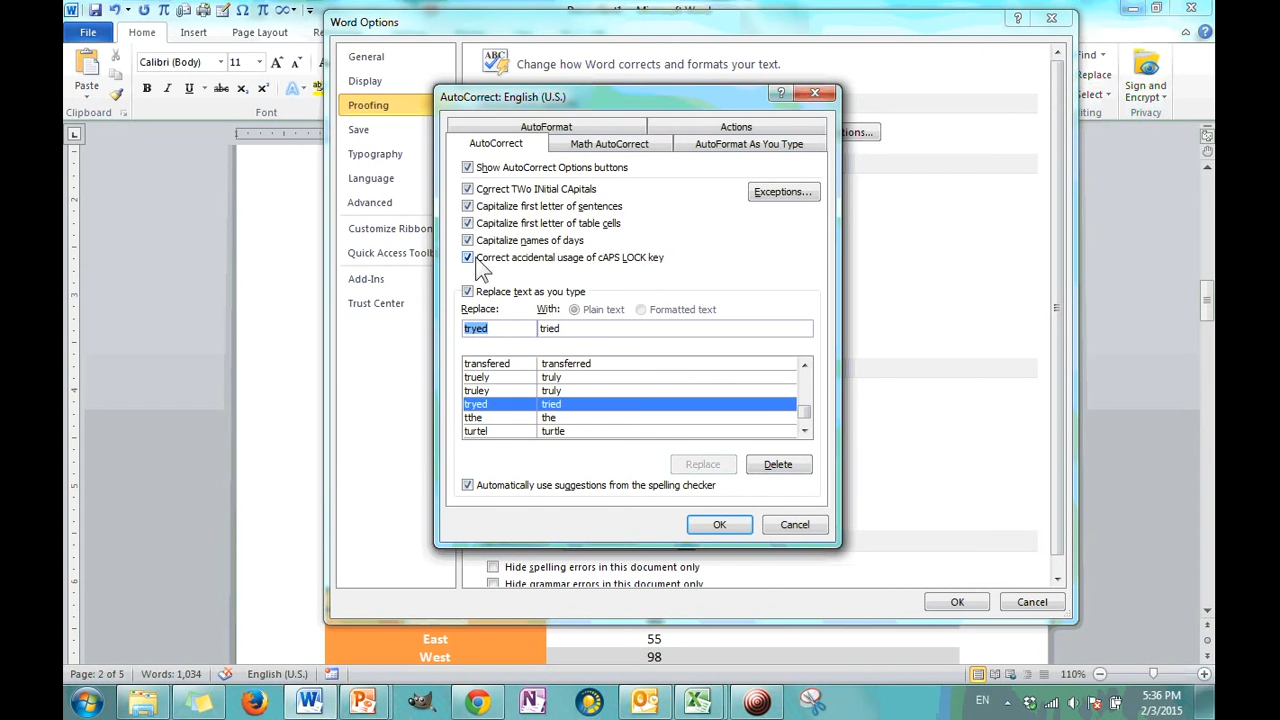 Word Options
File
Home
Insert
Page Layout
Calibri (Body)
11
Paste
Font
Find
Replace
Select
Sign and
Encrypt
Privacy
General
Display
Proofing
Save
Typography
Language
Advanced
Customize Ribbon
Quick Access Toolb
Add-Ins
Trust Center
ABC
Change how Word corrects and formats your text.
ions...
AutoCorrect: English (U.S.)
AutoFormat
Actions
AutoCorrect
Math AutoCorrect
AutoFormat As You Type
Show AutoCorrect Options buttons
Correct TWo INitial CApitals
Exceptions...
Capitalize first letter of sentences
Capitalize first letter of table cells
Capitalize names of days
Correct accidental usage of cAPS LOCK key
Replace text as you type
Replace: With: Plain text Formatted text
tryed tried
transfered transferred
truely truly
truley truly
tryed tried
tthe the
turtel turtle
Replace
Delete
Automatically use suggestions from the spelling checker
OK
Cancel
Hide spelling errors in this document only
Hide grammar errors in this document only
OK
Cancel
East 55
West 98
Page: 2 of 5
Words: 1,034
English (U.S.)
110%
EN
5:36 PM
2/3/2015